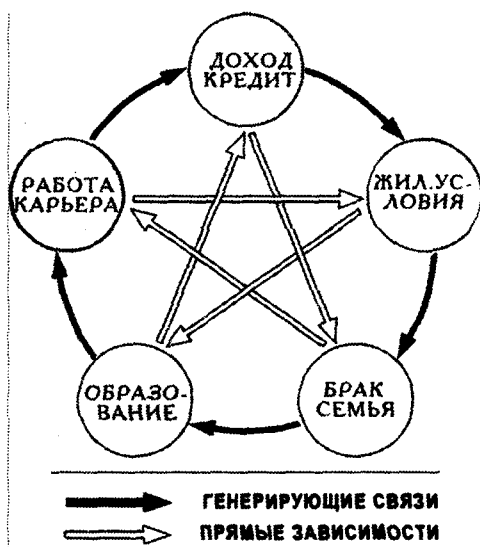 ДОХОД
КРЕДИТ
РАБОТА
КАРЬЕРА
ЖИЛ.УС-
ЛОВИЯ
ОБРАЗО-
ВАНИЕ
БРАК
СЕМЬЯ
ГЕНЕРИРУЮЩИЕ СВЯЗИ
ПРЯМЫЕ ЗАВИСИМОСТИ